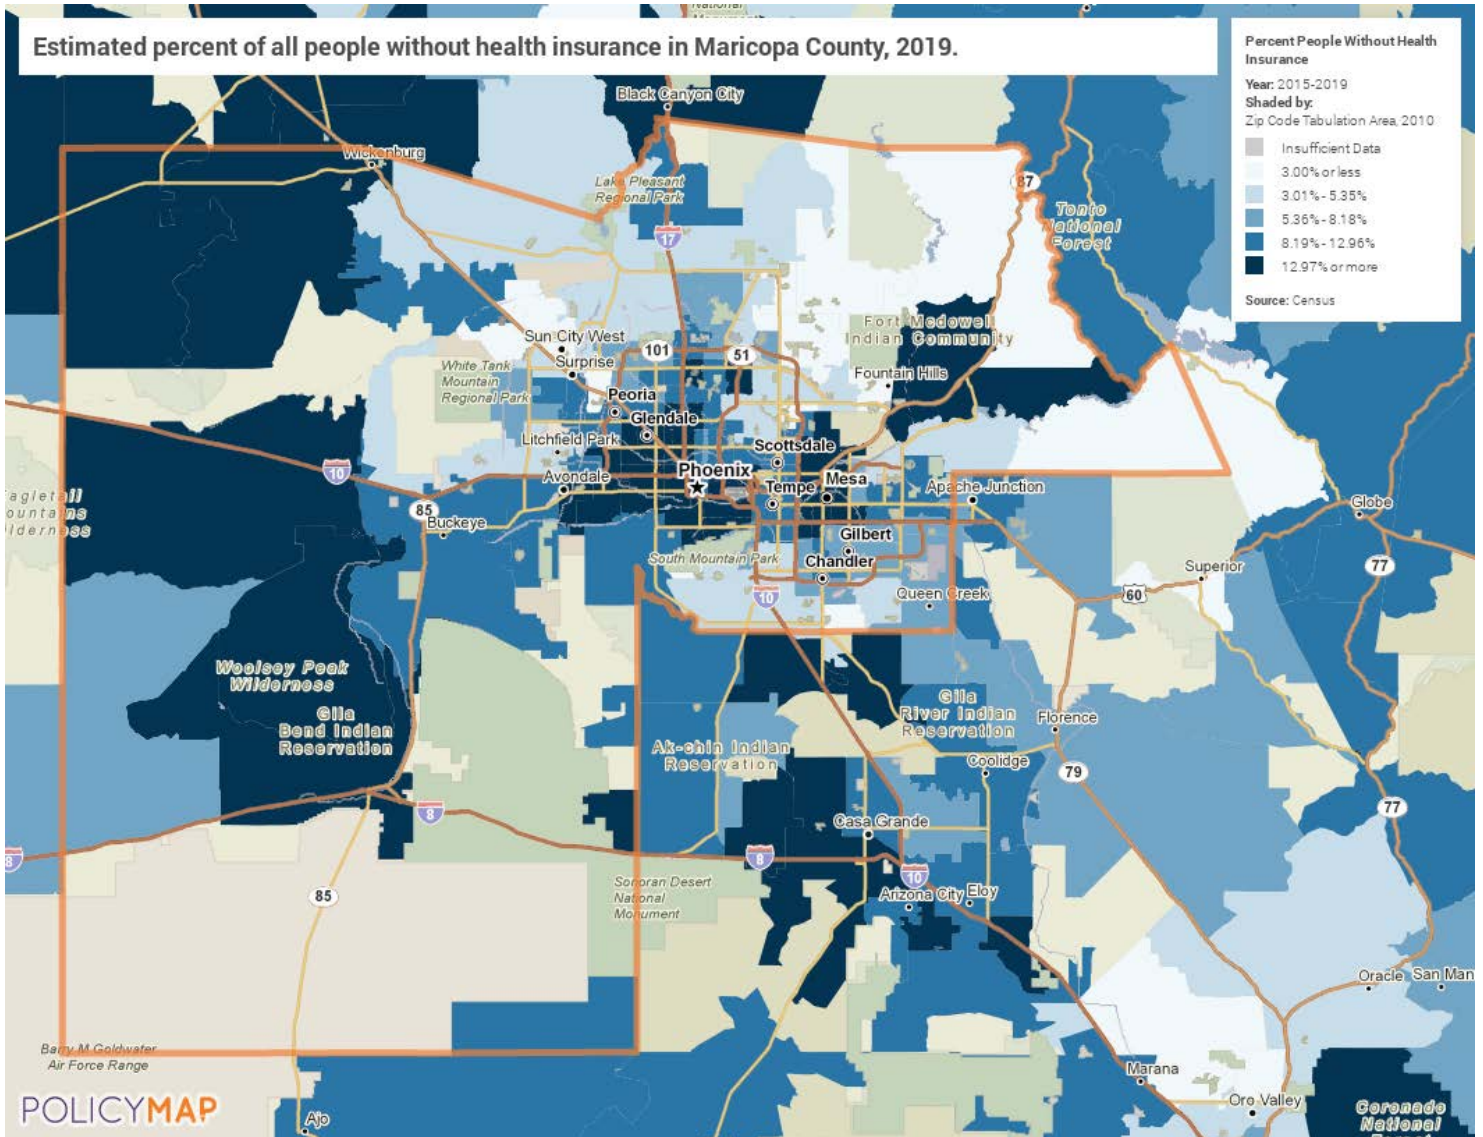 National
Estimated percent of all people without health insurance in Maricopa County, 2019.
Percent People Without Health
Insurance
Year: 2015-2019
Shaded by:
Zip Code Tabulation Area, 2010
Insufficient Data
3.00% or less
3.01% - 5.35%
5.36% - 8.18%
8.19% - 12.96%
12.97% or more
Source: Census
Black Canyon City
Wickenburg
Lake Pleasant
Regional Park
87
Tonto
National
Forest
17
Fort Mcdowell
Indian Community
Sun City West
101
51
Surprise
White Tank
Mountain
Regional Park
Fountain Hills
Peoria
Glendale
Litchfield Park
Scottsdale
Phoenix
10
Avondale
Tempe
Mesa
Apache Junction
85
Buckeye
Globe
Gilbert
South Mountain Park
Chandler
Superior
77
10
Queen Creek
60
Woolsey Peak
Wilderness
Gila
Bend Indian
Reservation
Gila
River Indian
Reservation
Florence
Ak-chin Indian
Reservation
Coolidge
79
8
Casa Grande
77
8
8
10
Sonoran Desert
National
Monument
85
Arizona City
Eloy
Oracle
San Man
Barry M Goldwater
Air Force Range
Marana
Oro Valley
Coronado
National
POLICYMAP
Ajo